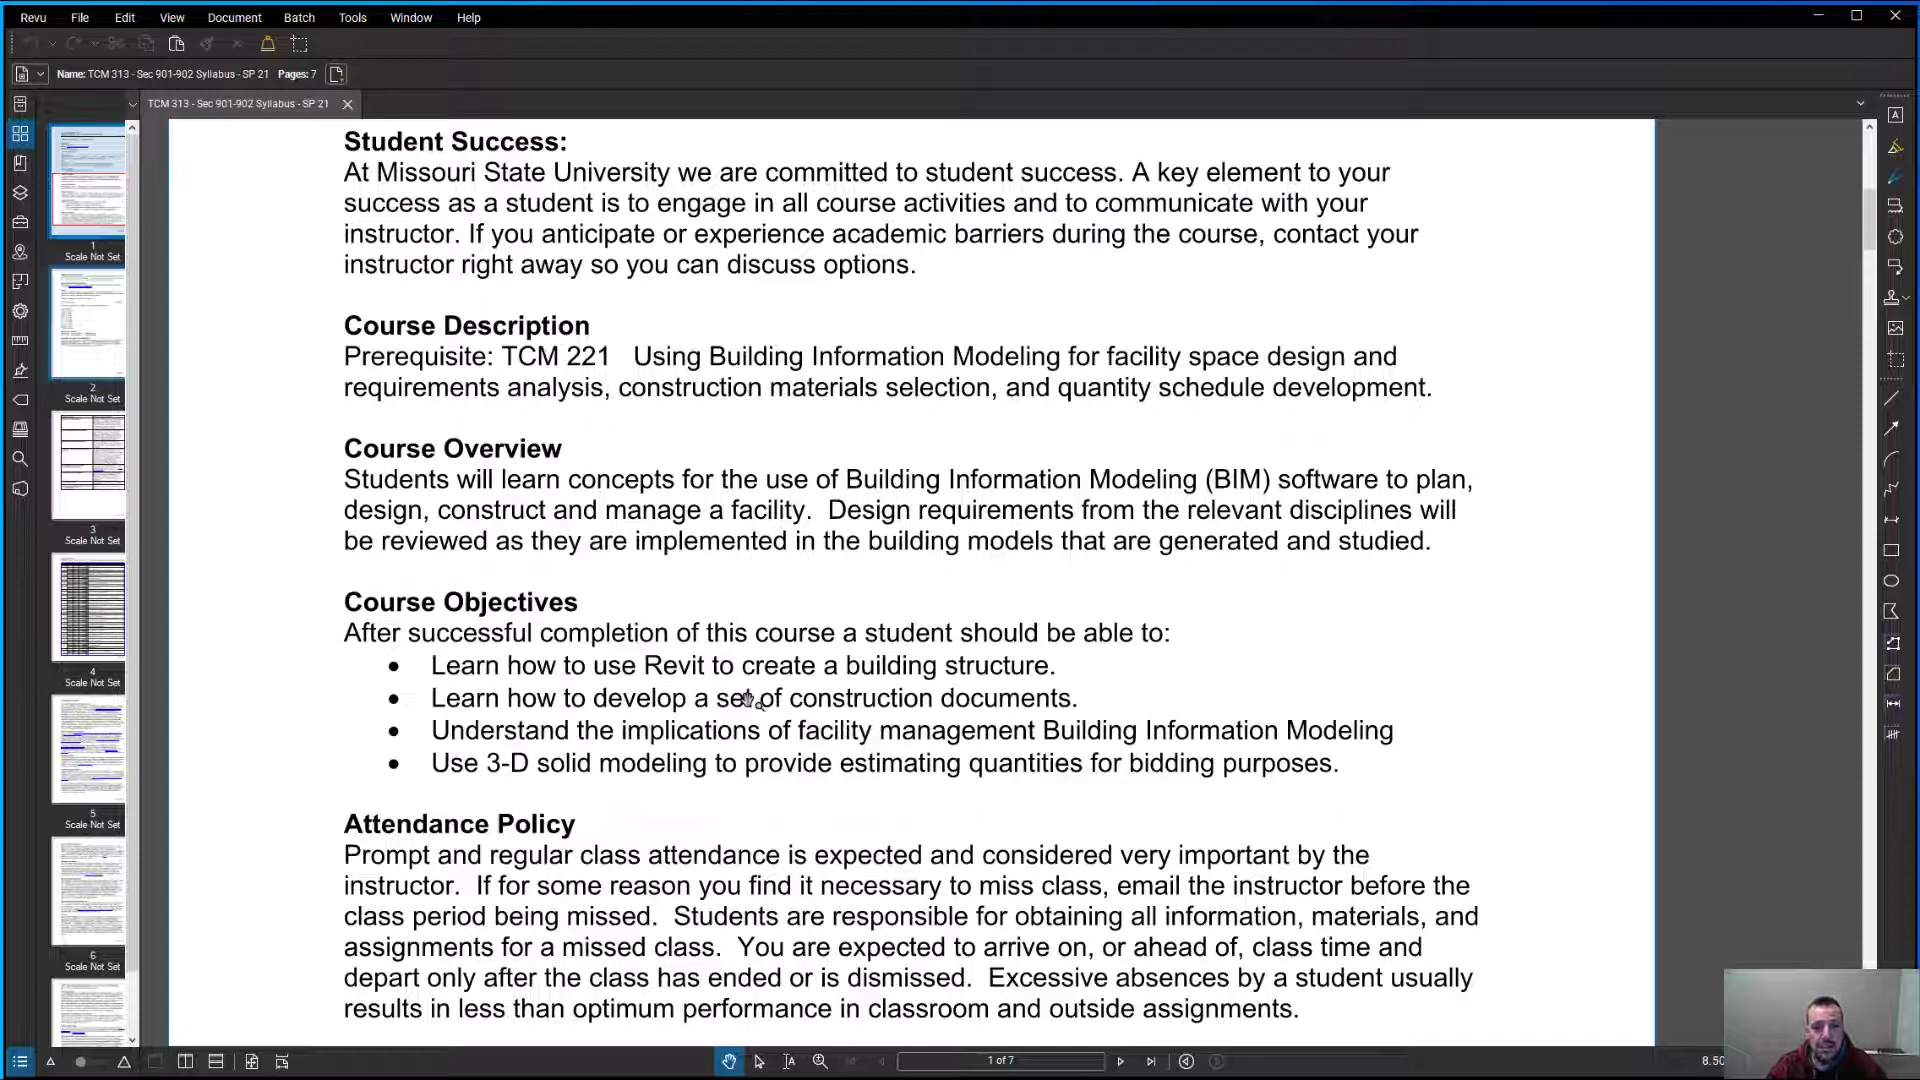 Revu File Edit View Document Batch Tools Window Help
Name: TCM 313 - Sec 901-902 Syllabus - SP 21 Pages: 7
TCM 313 - Sec 901-902 Syllabus - SP 21
1
Scale Not Set
2
Scale Not Set
3
Scale Not Set
4
Scale Not Set
5
Scale Not Set
6
Scale Not Set
Student Success:
At Missouri State University we are committed to student success. A key element to your
success as a student is to engage in all course activities and to communicate with your
instructor. If you anticipate or experience academic barriers during the course, contact your
instructor right away so you can discuss options.
Course Description
Prerequisite: TCM 221 Using Building Information Modeling for facility space design and
requirements analysis, construction materials selection, and quantity schedule development.
Course Overview
Students will learn concepts for the use of Building Information Modeling (BIM) software to plan,
design, construct and manage a facility. Design requirements from the relevant disciplines will
be reviewed as they are implemented in the building models that are generated and studied.
Course Objectives
After successful completion of this course a student should be able to:
• Learn how to use Revit to create a building structure.
• Learn how to develop a set of construction documents.
• Understand the implications of facility management Building Information Modeling
• Use 3-D solid modeling to provide estimating quantities for bidding purposes.
Attendance Policy
Prompt and regular class attendance is expected and considered very important by the
instructor. If for some reason you find it necessary to miss class, email the instructor before the
class period being missed. Students are responsible for obtaining all information, materials, and
assignments for a missed class. You are expected to arrive on, or ahead of, class time and
depart only after the class has ended or is dismissed. Excessive absences by a student usually
results in less than optimum performance in classroom and outside assignments.
1 of 7
8.50